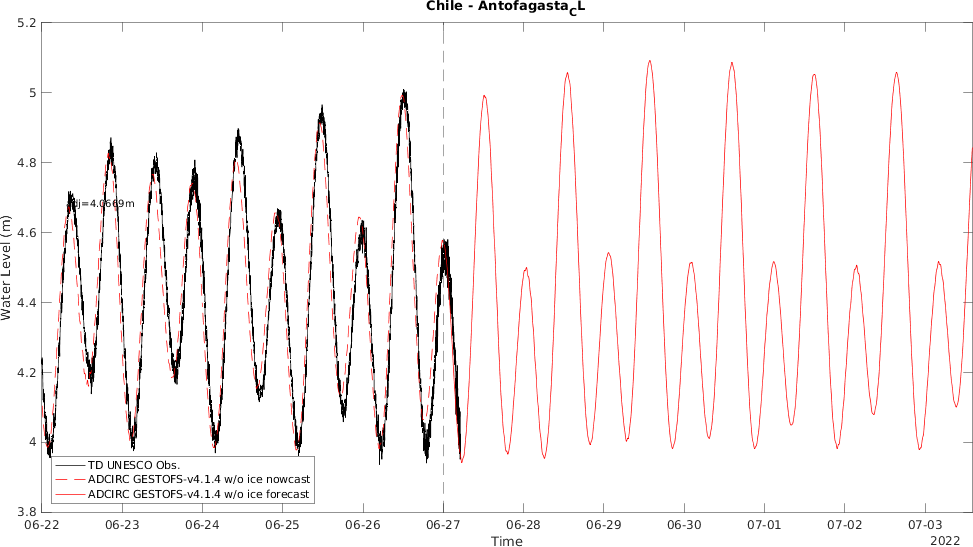 Chile - Antofagasta_CL
5.2
5
4.8
4.6
4.4
4.2
4
3.8
Water Level (m)
dj=4.0669m
TD UNESCO Obs.
ADCIRC GESTOFS-v4.1.4 w/o ice nowcast
ADCIRC GESTOFS-v4.1.4 w/o ice forecast
06-22 06-23 06-24 06-25 06-26 06-27 06-28 06-29 06-30 07-01 07-02 07-03
Time
2022